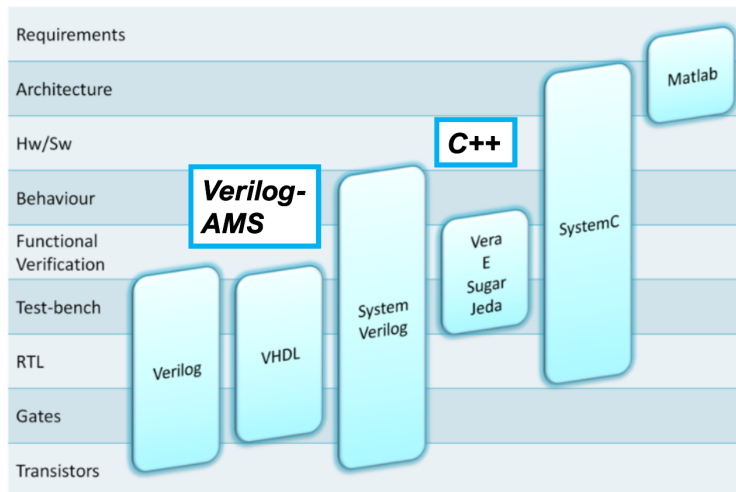 Requirements
Architecture
Hw/Sw
Behaviour
Functional
Verification
Test-bench
RTL
Gates
Transistors
Verilog
VHDL
Verilog-
AMS
System
Verilog
C++
Vera
E
Sugar
Jeda
SystemC
Matlab